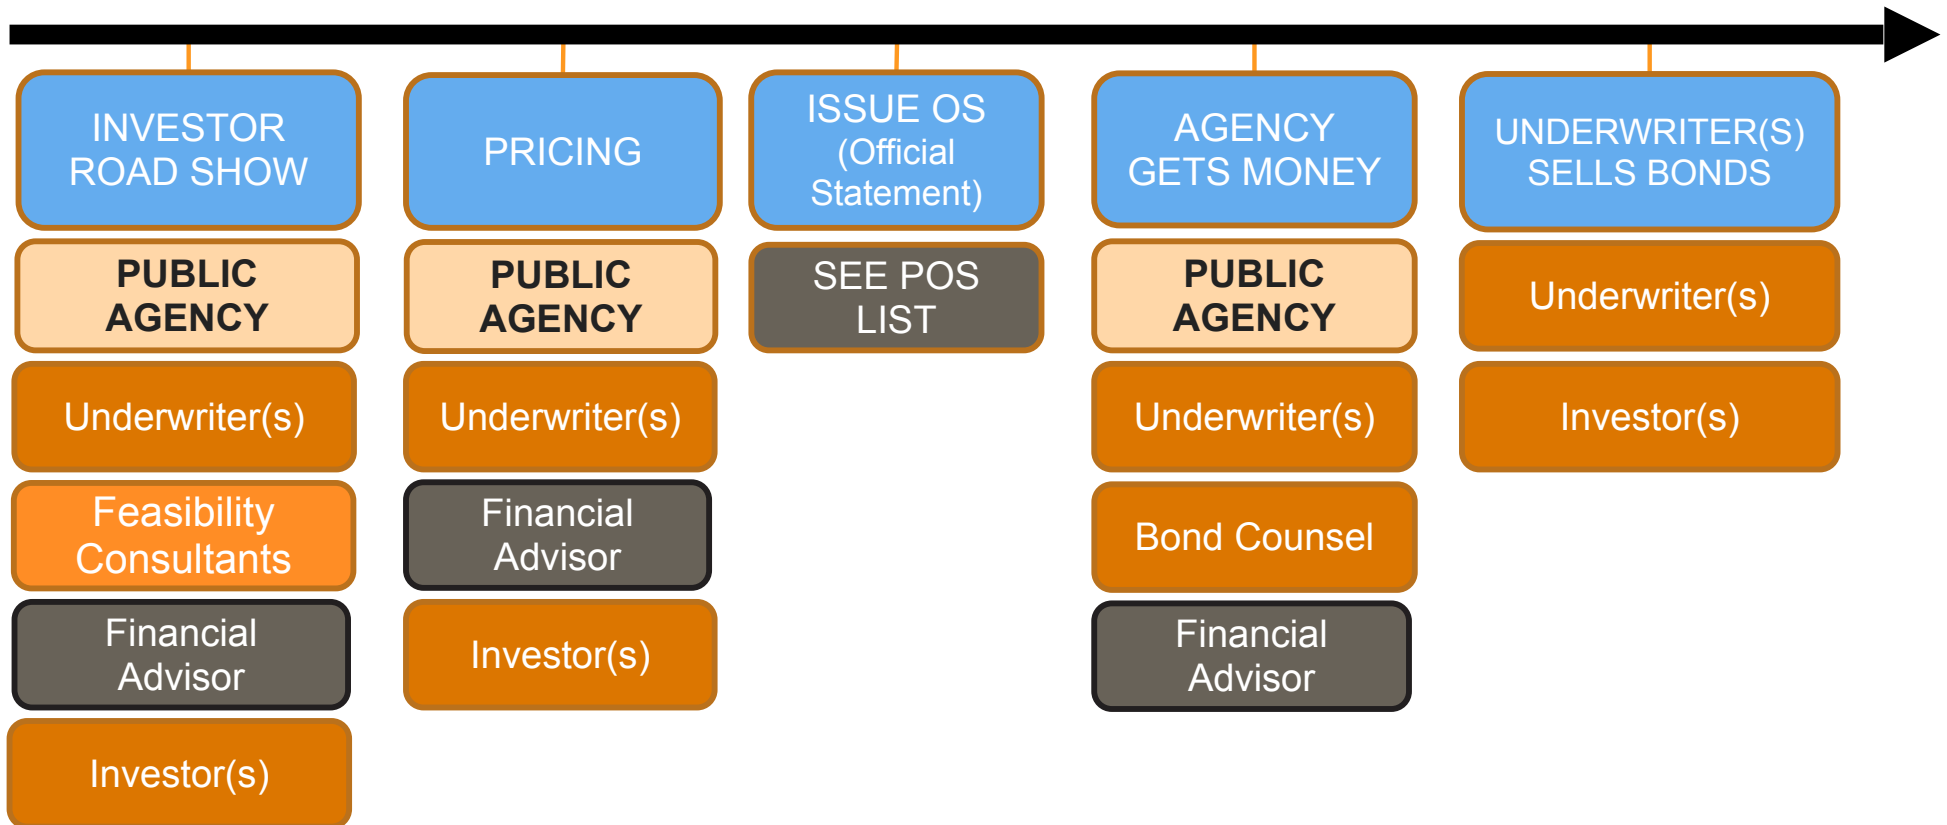 INVESTOR
ROAD SHOW
PUBLIC
AGENCY
Underwriter(s)
Feasibility
Consultants
Financial
Advisor
Investor(s)
PRICING
PUBLIC
AGENCY
Underwriter(s)
Financial
Advisor
Investor(s)
ISSUE OS
(Official
Statement)
SEE POS
LIST
AGENCY
GETS MONEY
PUBLIC
AGENCY
Underwriter(s)
Bond Counsel
Financial
Advisor
UNDERWRITER(S)
SELLS BONDS
Underwriter(s)
Investor(s)